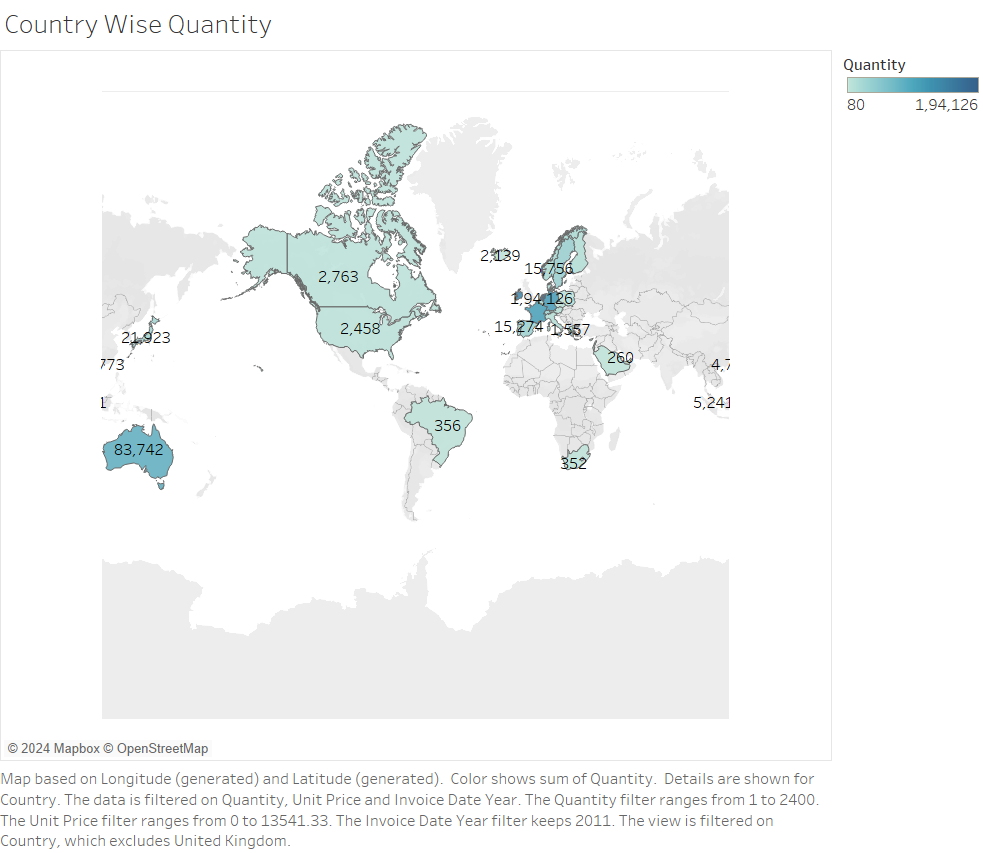 Country Wise Quantity
Quantity
80 1,94,126
2,139
2,763
15,756
1,94,126
15,274 1,557
2,458
21,923
260
773
4,7
1
5,241
356
83,742
352
© 2024 Mapbox © OpenStreetMap
Map based on Longitude (generated) and Latitude (generated). Color shows sum of Quantity. Details are shown for
Country. The data is filtered on Quantity, Unit Price and Invoice Date Year. The Quantity filter ranges from 1 to 2400.
The Unit Price filter ranges from 0 to 13541.33. The Invoice Date Year filter keeps 2011. The view is filtered on
Country, which excludes United Kingdom.